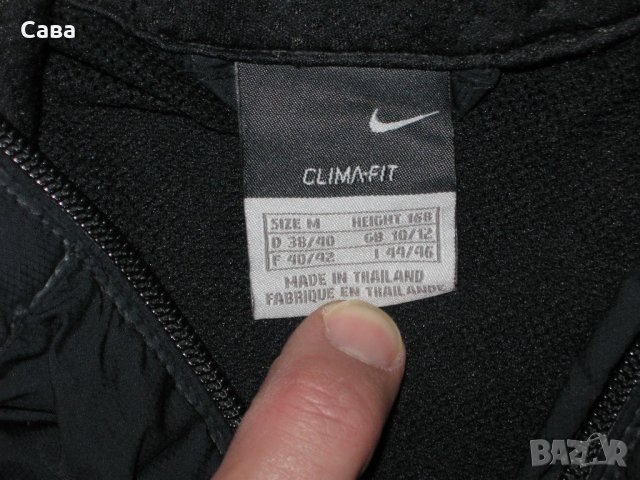 Сава
CLIMA-FIT
SIZE M HEIGHT 168
D 38/40 GB 10/12
F 40/42 I 44/46
MADE IN THAILAND
FABRIQUE EN THAILANDE
BAZAR